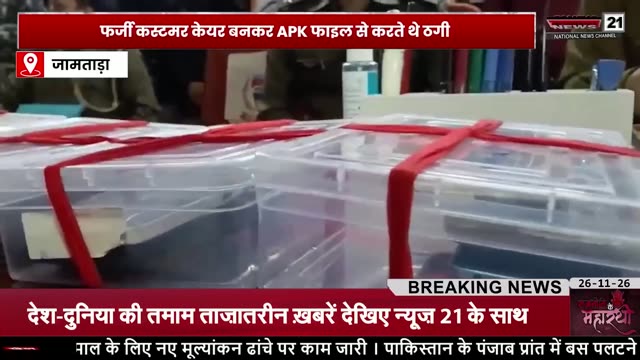 फर्जी कस्टमर केयर बनकर APK फाइल से करते थे ठगी
NEWS 21
NATIONAL NEWS CHANNEL
जामताड़ा
BREAKING NEWS
26-11-26
देश-दुनिया की तमाम ताजातरीन ख़बरें देखिए न्यूज 21 के साथ
के महारथी
माल के लिए नए मूल्यांकन ढांचे पर काम जारी । पाकिस्तान के पंजाब प्रांत में बस पलटने